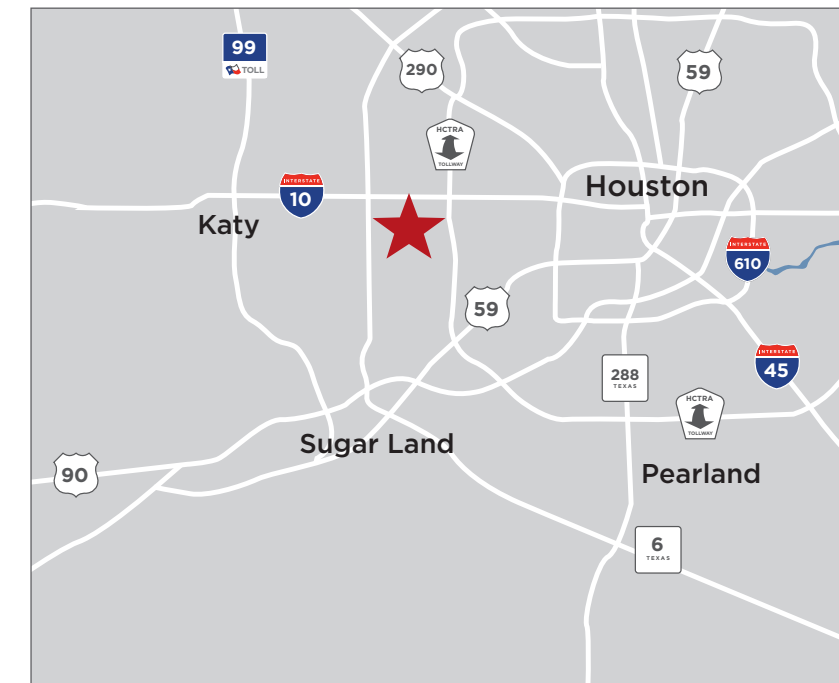 99
TOLL
290
59
HCTRA
TOLLWAY
INTERSTATE
10
Houston
Katy
INTERSTATE
610
59
INTERSTATE
45
288
TEXAS
HCTRA
TOLLWAY
Sugar Land
90
Pearland
6
TEXAS